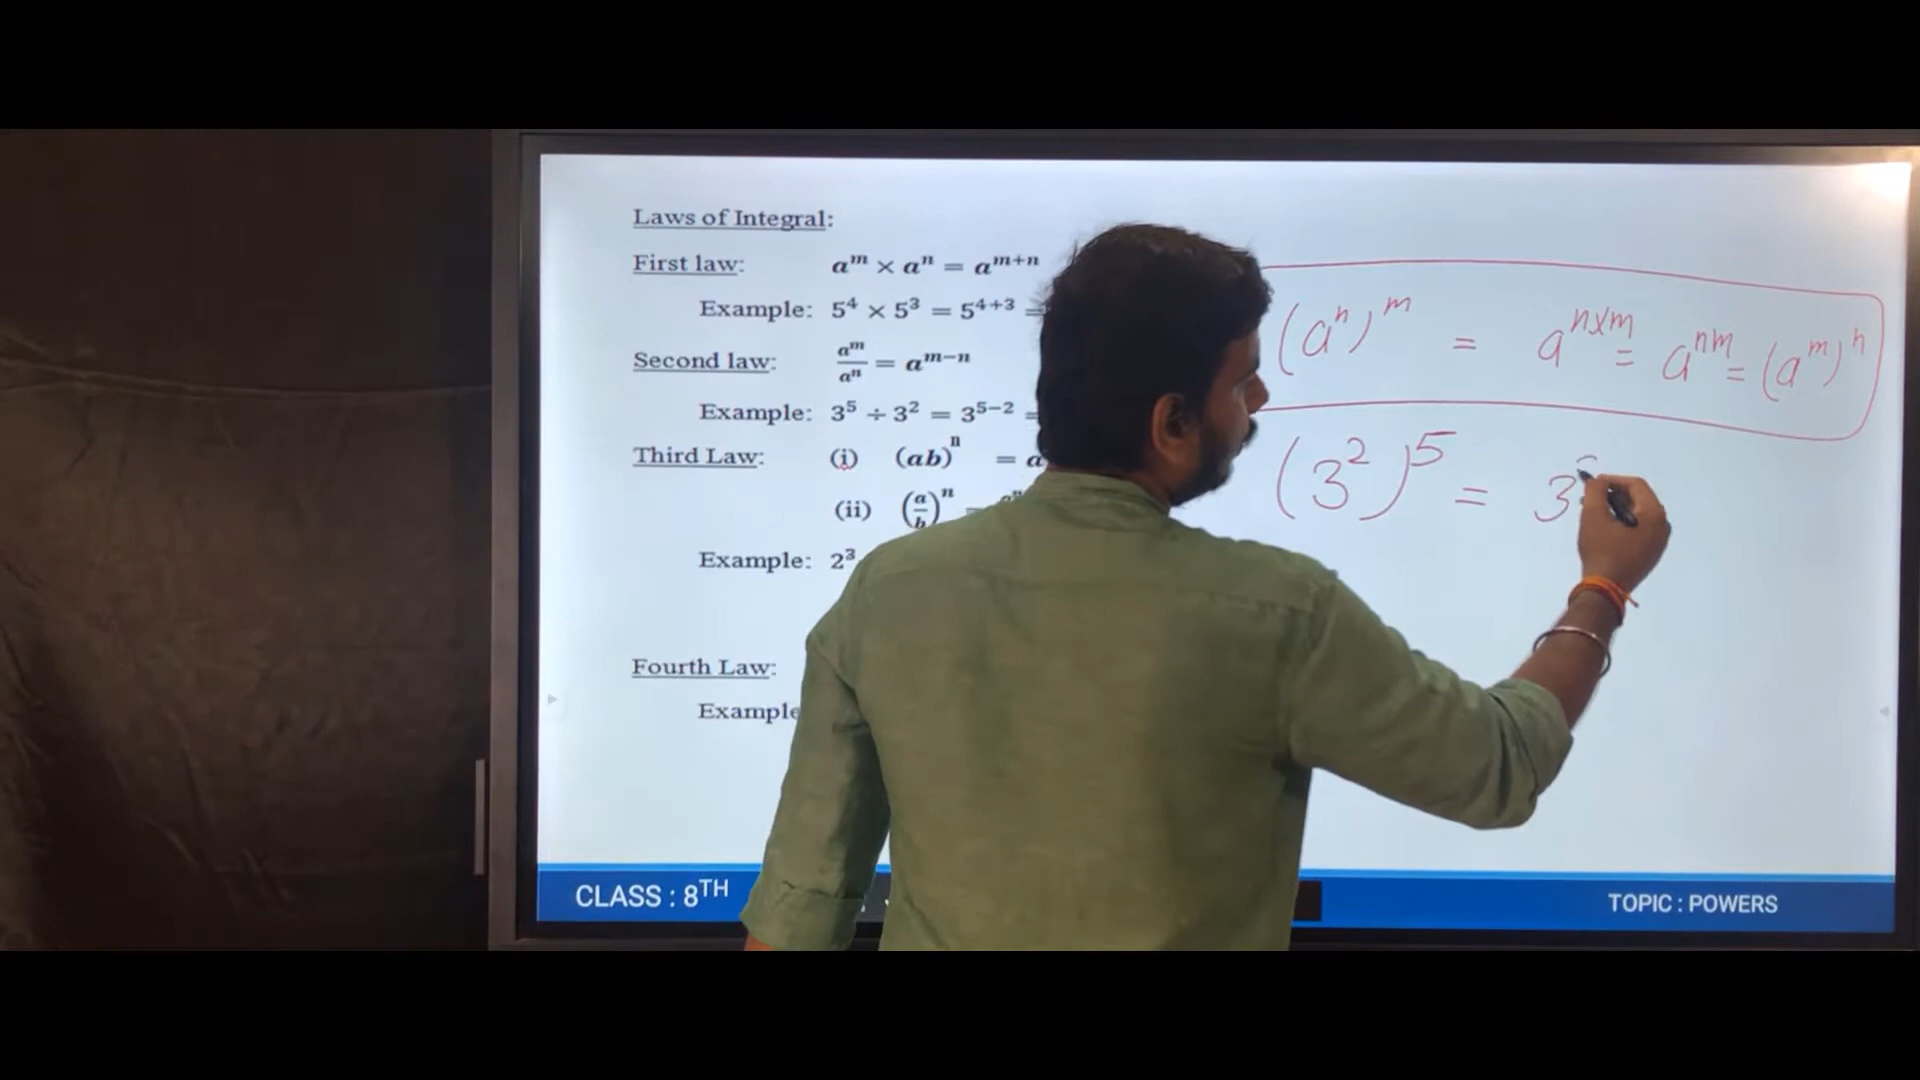 Laws of Integral:
First law: aᵐ × aⁿ = aᵐ⁺ⁿ
Example: 5⁴ × 5³ = 5⁴⁺³ =
Second law: aᵐ/aⁿ = aᵐ⁻ⁿ
Example: 3⁵ ÷ 3² = 3⁵⁻² =
Third Law: (i) (ab)ⁿ = a
(ii) (a/b)ⁿ =
Example: 2³
Fourth Law:
Example
(aⁿ)ᵐ = aⁿˣᵐ = aⁿᵐ = (aᵐ)ⁿ
(3²)⁵ = 3
CLASS : 8ᵀᴴ
TOPIC : POWERS